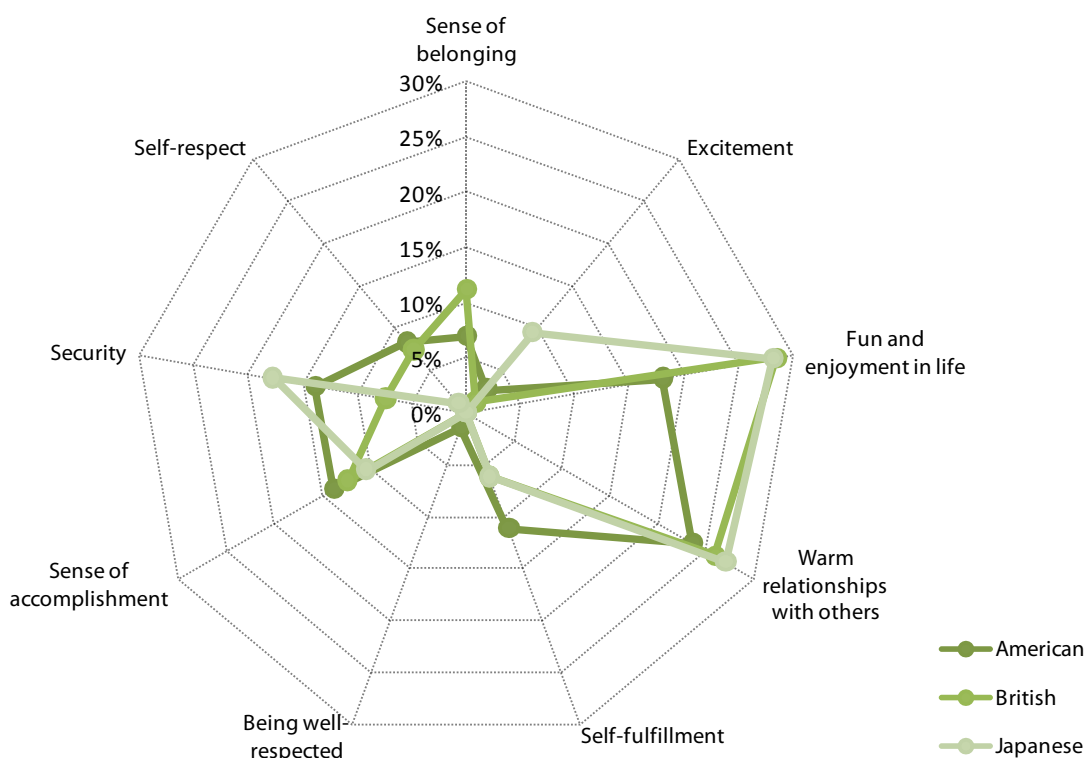 Sense of
belonging
30%
25%
20%
15%
10%
5%
0%
Excitement
Fun and
enjoyment in life
Warm
relationships
with others
Self-fulfillment
Being well-
respected
Sense of
accomplishment
Security
Self-respect
American
British
Japanese